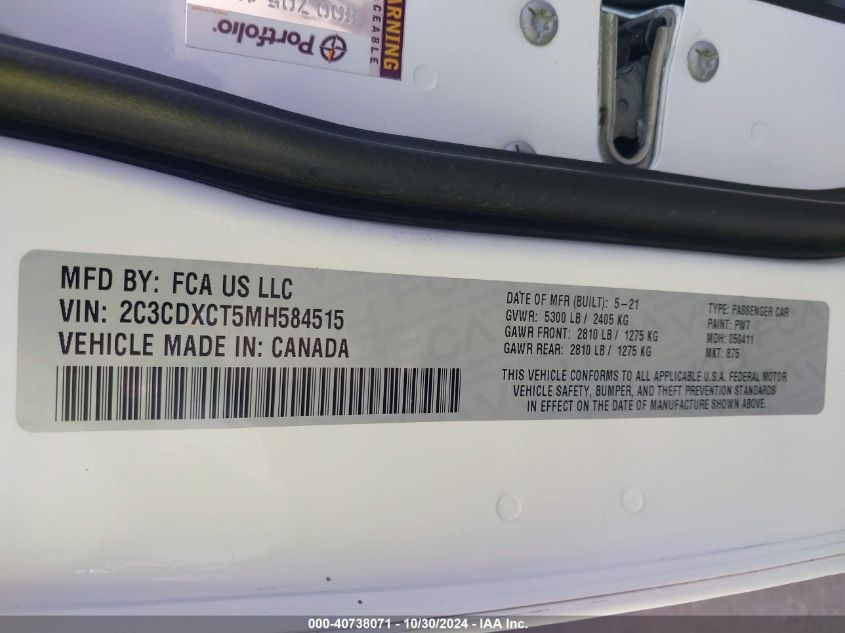 WARNING
CEABLE
Portfolio
MFD BY: FCA US LLC
VIN: 2C3CDXCT5MH584515
VEHICLE MADE IN: CANADA
DATE OF MFR (BUILT): 5-21
GVWR: 5300 LB / 2405 KG
GAWR FRONT: 2810 LB / 1275 KG
GAWR REAR: 2810 LB / 1275 KG
TYPE: PASSENGER CAR
PAINT: PW7
MDH: 050411
MKT: 875
THIS VEHICLE CONFORMS TO ALL APPLICABLE U.S.A. FEDERAL MOTOR
VEHICLE SAFETY, BUMPER, AND THEFT PREVENTION STANDARDS
IN EFFECT ON THE DATE OF MANUFACTURE SHOWN ABOVE.
000-40738071 - 10/30/2024 - IAA Inc.